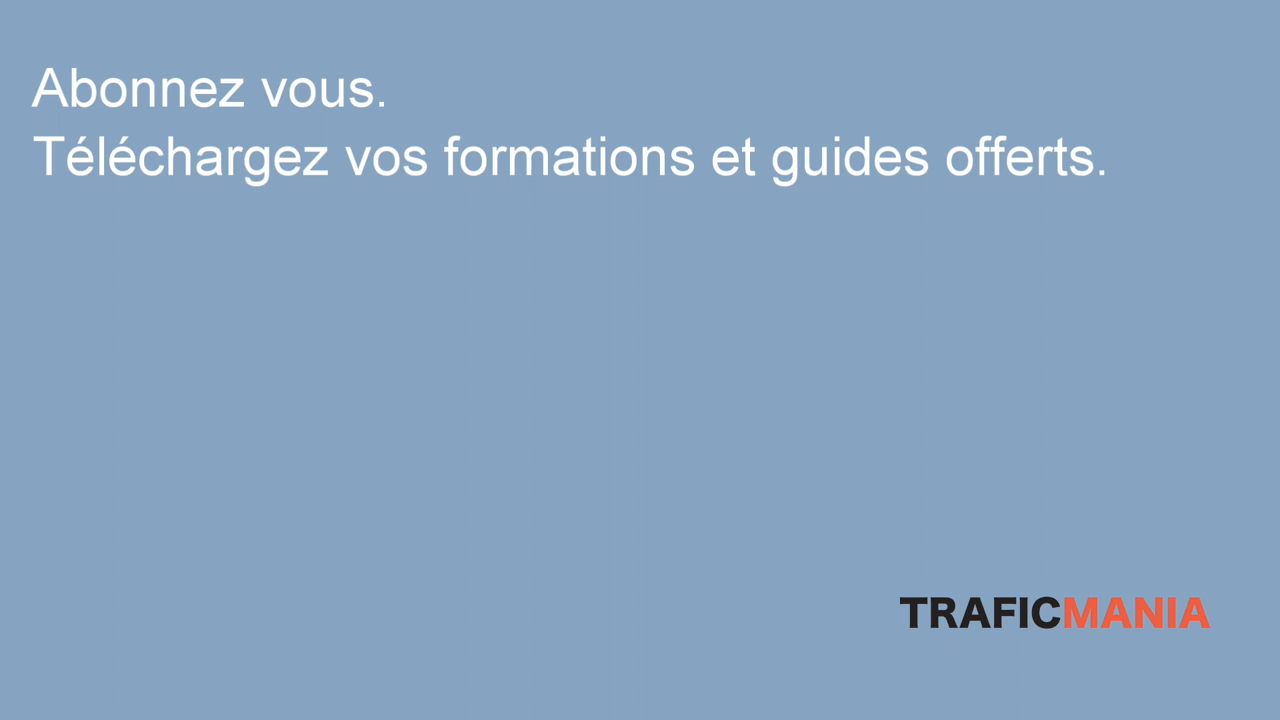 Abonnez vous.
Téléchargez vos formations et guides offerts.
TRAFICMANIA